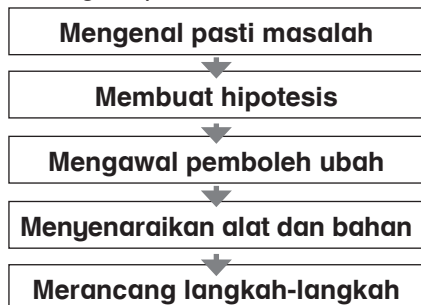 Mengenal pasti masalah
Membuat hipotesis
Mengawal pemboleh ubah
Menyenaraikan alat dan bahan
Merancang langkah-langkah